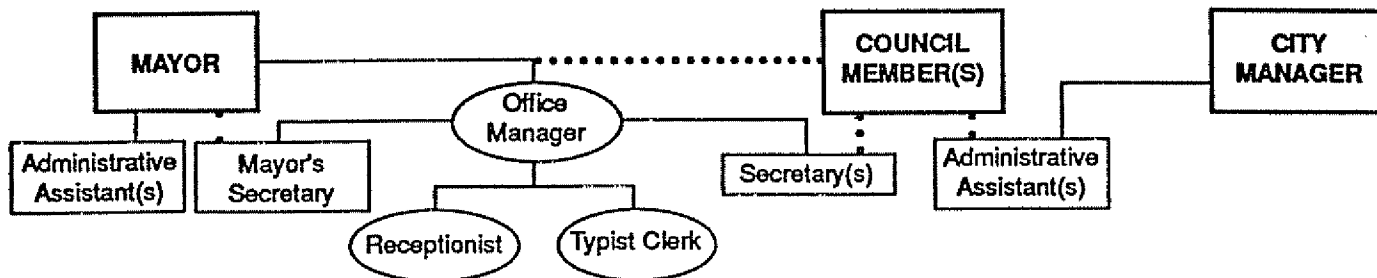 MAYOR
COUNCIL
MEMBER(S)
CITY
MANAGER
Office
Manager
Administrative
Assistant(s)
Mayor's
Secretary
Secretary(s)
Administrative
Assistant(s)
Receptionist
Typist Clerk